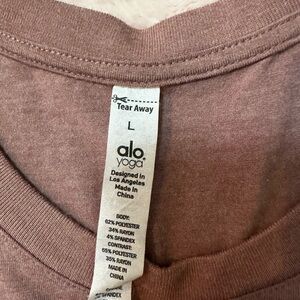 Tear Away
L
alo
yoga
Designed in
Los Angeles
Made in
China
BODY:
62% POLYESTER
34% RAYON
4% SPANDEX
CONTRAST:
65% POLYESTER
35% RAYON
MADE IN
CHINA
SPANDEX